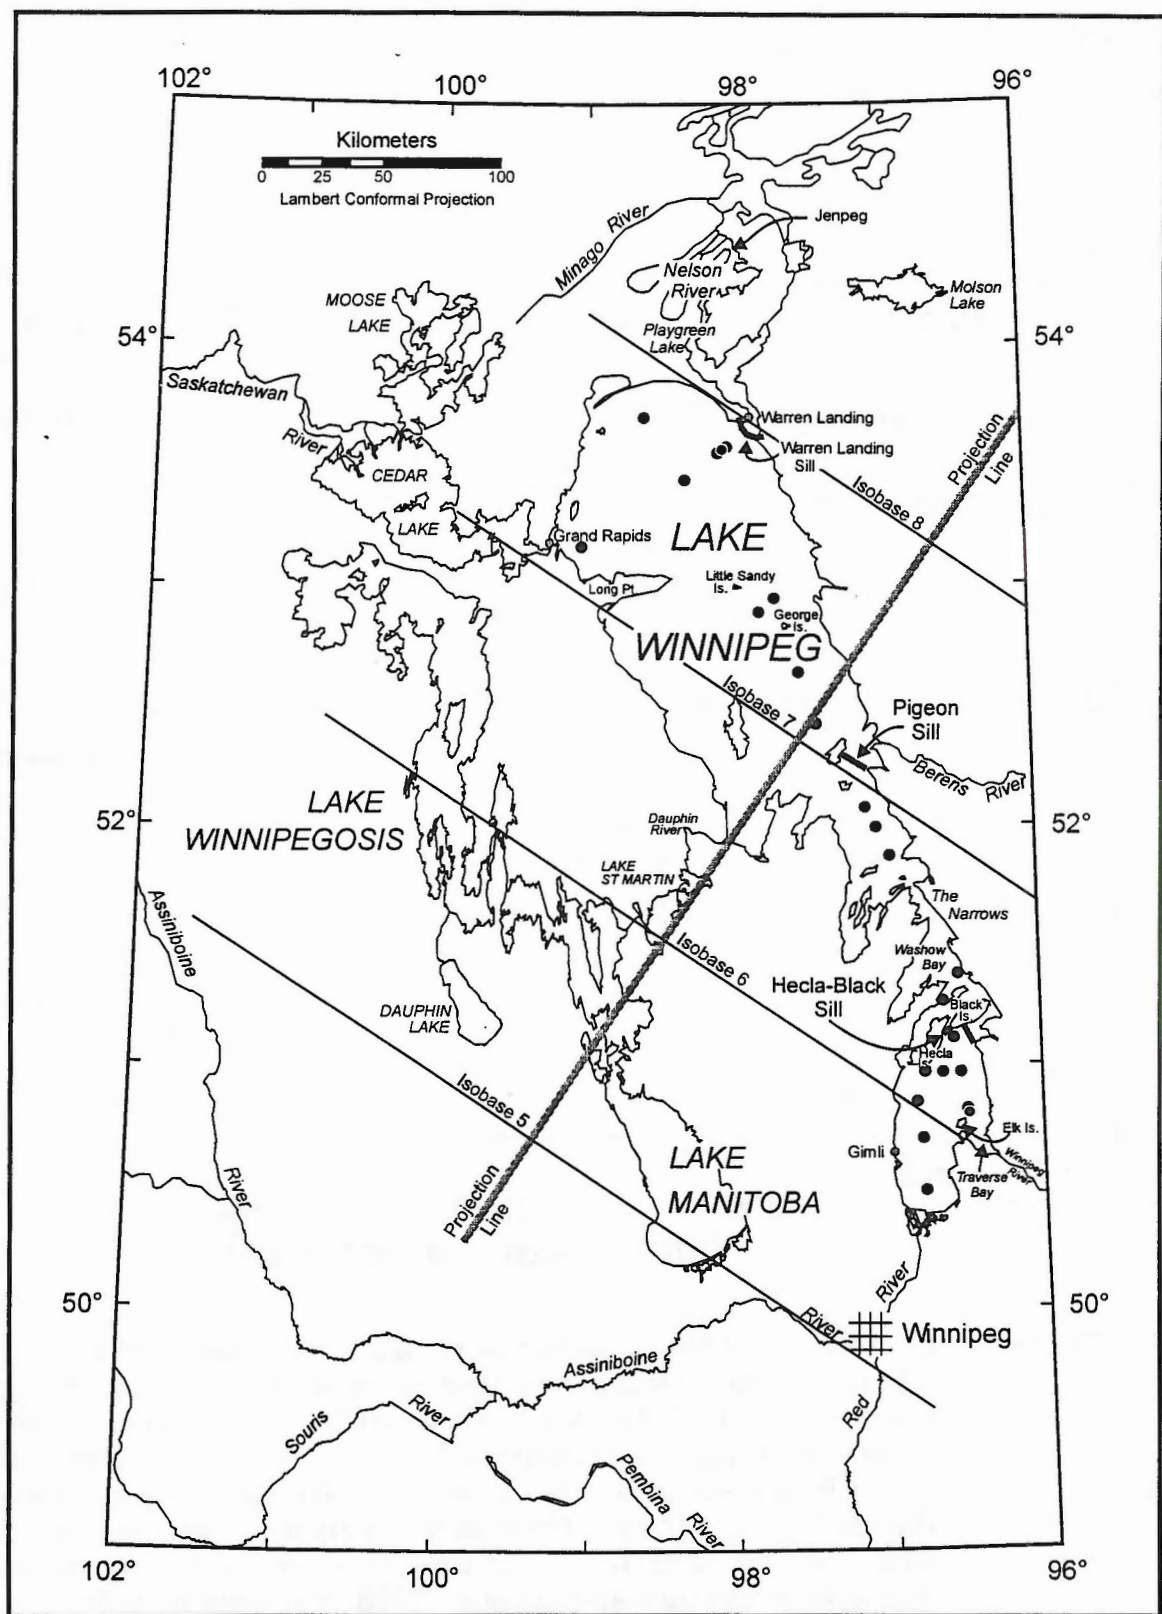 102°
100°
98°
96°
Kilometers
0 25 50 100
Lambert Conformal Projection
Minago River
Jenpeg
Nelson
River
Molson
Lake
MOOSE
LAKE
Playgreen
Lake
54°
54°
Saskatchewan
River
Warren Landing
Warren Landing
Sill
Projection
Line
CEDAR
LAKE
Isobase 8
Grand Rapids
LAKE
Little Sandy
Is.
Long Pt.
George
Is.
WINNIPEG
Isobase 7
Pigeon
Sill
Berens
River
LAKE
WINNIPEGOSIS
52°
52°
Dauphin
River
LAKE
ST MARTIN
The
Narrows
Assiniboine
River
Isobase 6
Washow
Bay
Hecla-Black
Sill
Black
Is.
DAUPHIN
LAKE
Hecla
Is.
Isobase 5
Elk Is.
Gimli
Winnipeg
River
Traverse
Bay
LAKE
MANITOBA
Projection
Line
50°
50°
River
River
Winnipeg
Assiniboine
Red
Souris
River
Pembina
River
102°
100°
98°
96°